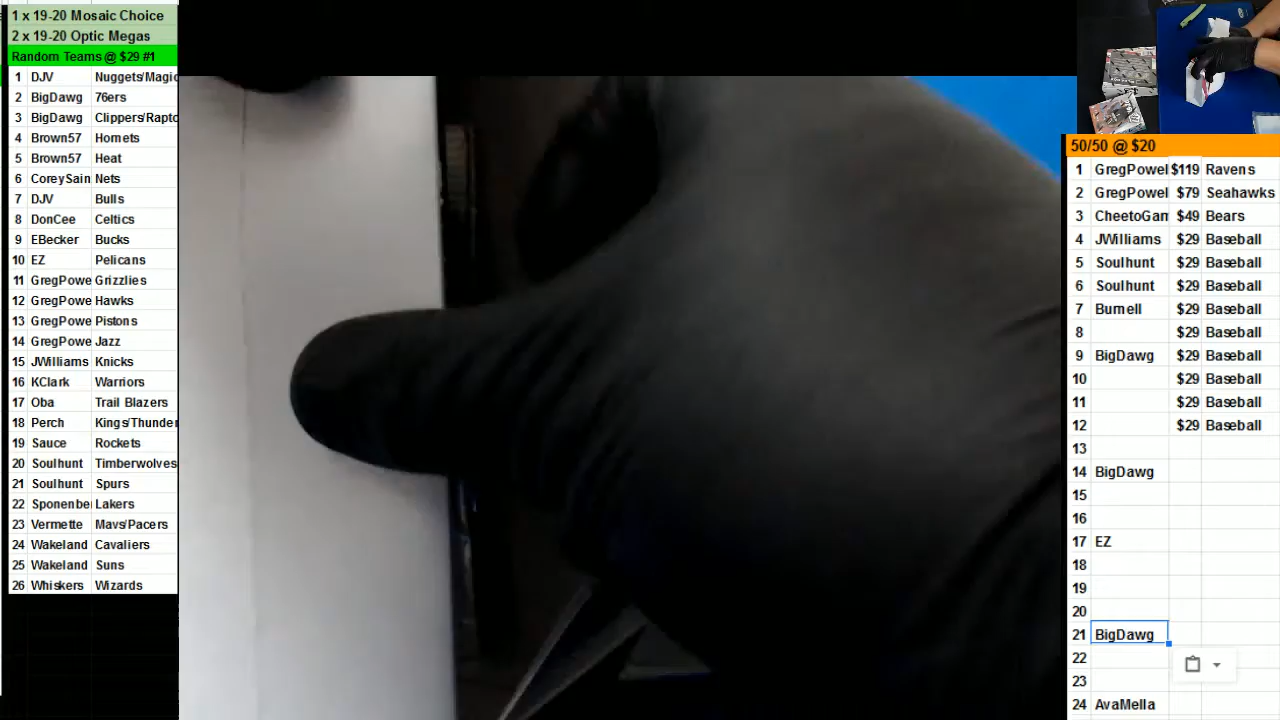 1 x 19-20 Mosaic Choice
2 x 19-20 Optic Megas
Random Teams @ $29 #1
1 DJV Nuggets/Magic
2 BigDawg 76ers
3 BigDawg Clippers/Rapto
4 Brown57 Hornets
5 Brown57 Heat
6 CoreySain Nets
7 DJV Bulls
8 DonCee Celtics
9 EBecker Bucks
10 EZ Pelicans
11 GregPowe Grizzlies
12 GregPowe Hawks
13 GregPowe Pistons
14 GregPowe Jazz
15 JWilliams Knicks
16 KClark Warriors
17 Oba Trail Blazers
18 Perch Kings/Thunder
19 Sauce Rockets
20 Soulhunt Timberwolves
21 Soulhunt Spurs
22 Sponenbe Lakers
23 Vermette Mavs/Pacers
24 Wakeland Cavaliers
25 Wakeland Suns
26 Whiskers Wizards
50/50 @ $20
1 GregPowel $119 Ravens
2 GregPowel $79 Seahawks
3 CheetoGam $49 Bears
4 JWilliams $29 Baseball
5 Soulhunt $29 Baseball
6 Soulhunt $29 Baseball
7 Burnell $29 Baseball
8 $29 Baseball
9 BigDawg $29 Baseball
10 $29 Baseball
11 $29 Baseball
12 $29 Baseball
13
14 BigDawg
15
16
17 EZ
18
19
20
21 BigDawg
22
23
24 AvaMella